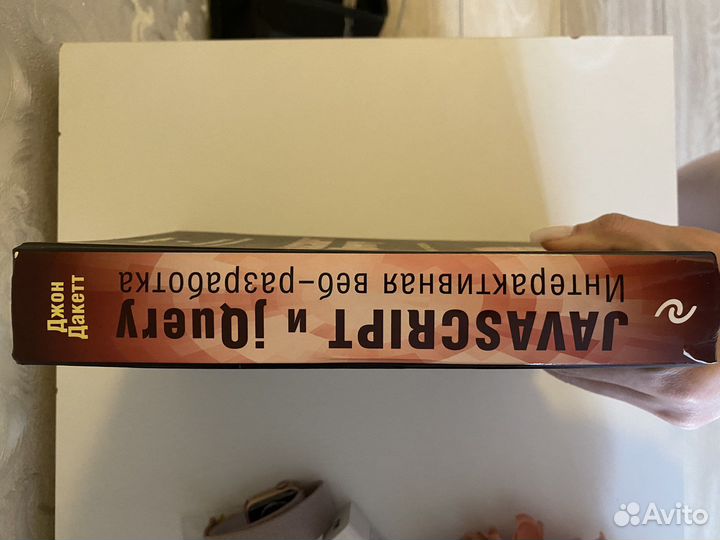 JAVASCRIPT и jQuery
Интерактивная веб-разработка
Джон
Дакетт
Avito